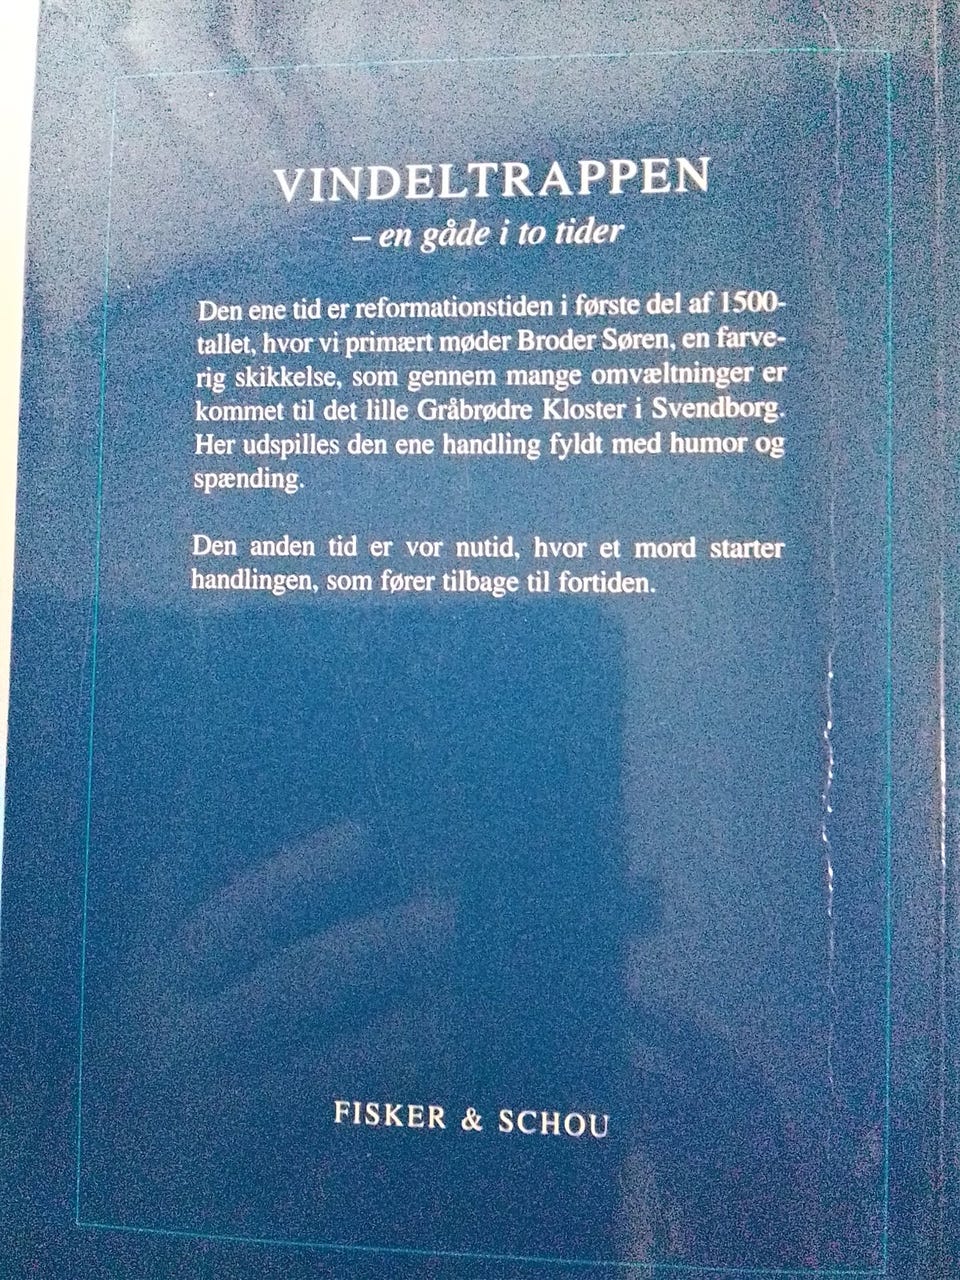 VINDELTRAPPEN
– en gåde i to tider
Den ene tid er reformationstiden i første del af 1500-
tallet, hvor vi primært møder Broder Søren, en farve-
rig skikkelse, som gennem mange omvæltninger er
kommet til det lille Gråbrødre Kloster i Svendborg.
Her udspilles den ene handling fyldt med humor og
spænding.
Den anden tid er vor nutid, hvor et mord starter
handlingen, som fører tilbage til fortiden.
FISKER & SCHOU